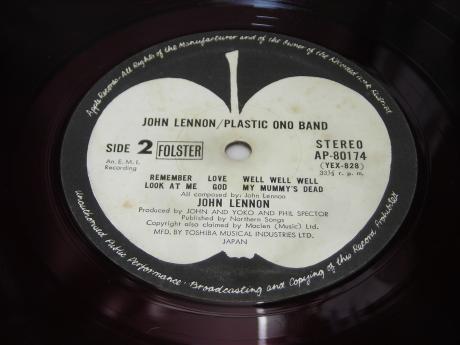 Apple Records · All Rights of the Manufacturer and of the Owner of the Recorded Work Reserved
JOHN LENNON/PLASTIC ONO BAND
SIDE 2 FOLSTER
STEREO
AP-80174
(YEX-828)
33⅓ r. p. m.
An E. M. I.
Recording
REMEMBER LOVE WELL WELL WELL
LOOK AT ME GOD MY MUMMY'S DEAD
All composed by: John Lennon
JOHN LENNON
Produced by JOHN AND YOKO AND PHIL SPECTOR
Published by Northern Songs
Copyright also claimed by Maclen (Music) Ltd.
MFD. BY TOSHIBA MUSICAL INDUSTRIES LTD.
JAPAN
Unauthorised Public Performance · Broadcasting and Copying of this Record Prohibited